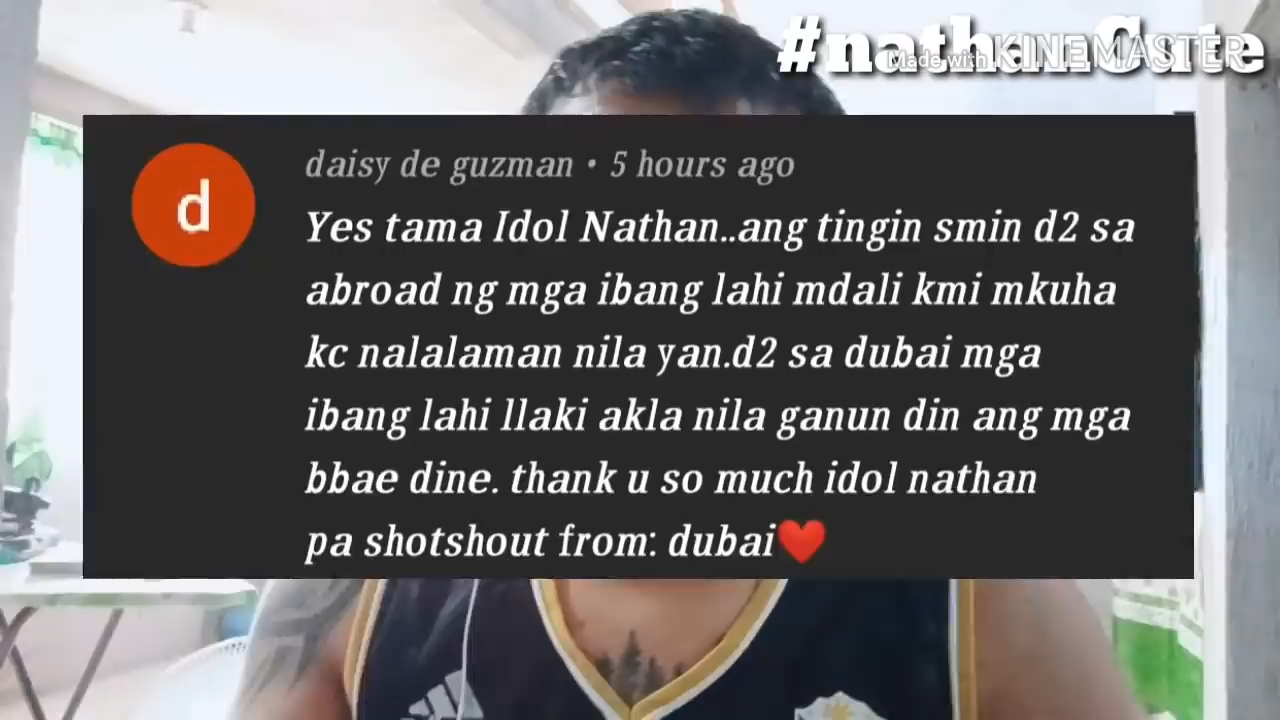 #nathanCute
Made with KINEMASTER
d
daisy de guzman • 5 hours ago
Yes tama Idol Nathan..ang tingin smin d2 sa
abroad ng mga ibang lahi mdali kmi mkuha
kc nalalaman nila yan.d2 sa dubai mga
ibang lahi llaki akla nila ganun din ang mga
bbae dine. thank u so much idol nathan
pa shotshout from: dubai❤️